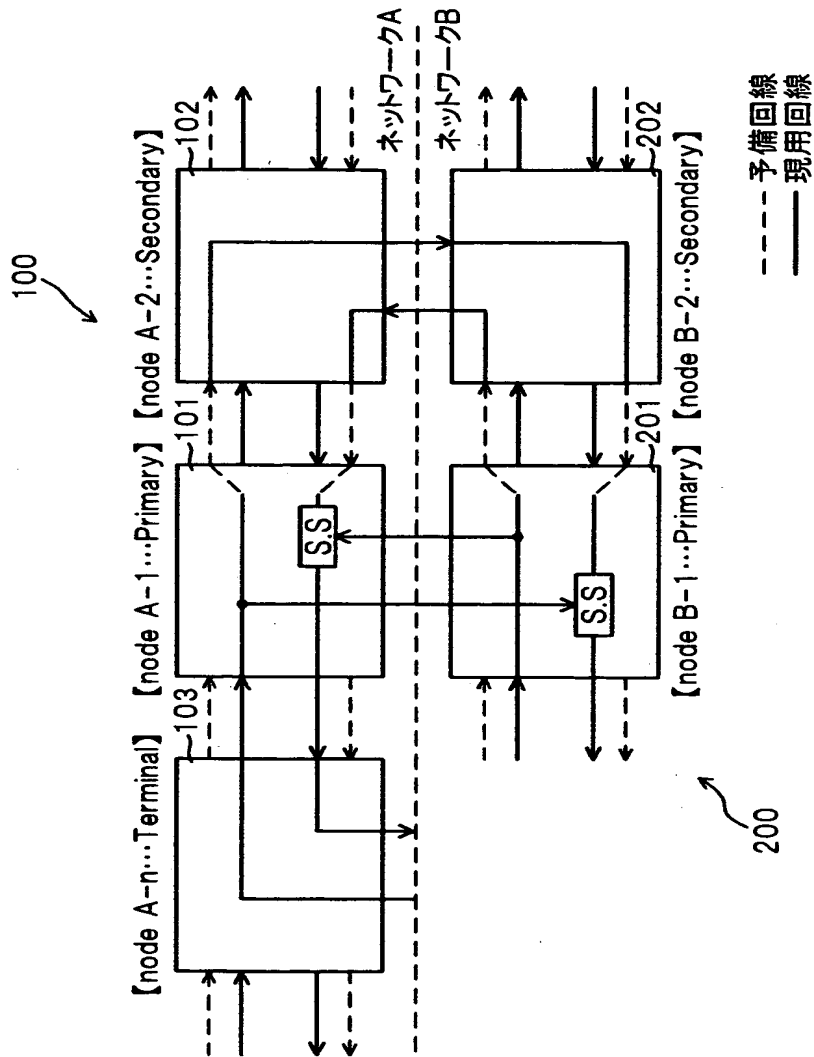 100
【node A-n…Terminal】
【node A-1…Primary】
【node A-2…Secondary】
103
101
102
S.S
ネットワークA
ネットワークB
S.S
201
202
【node B-1…Primary】
【node B-2…Secondary】
200
予備回線
現用回線